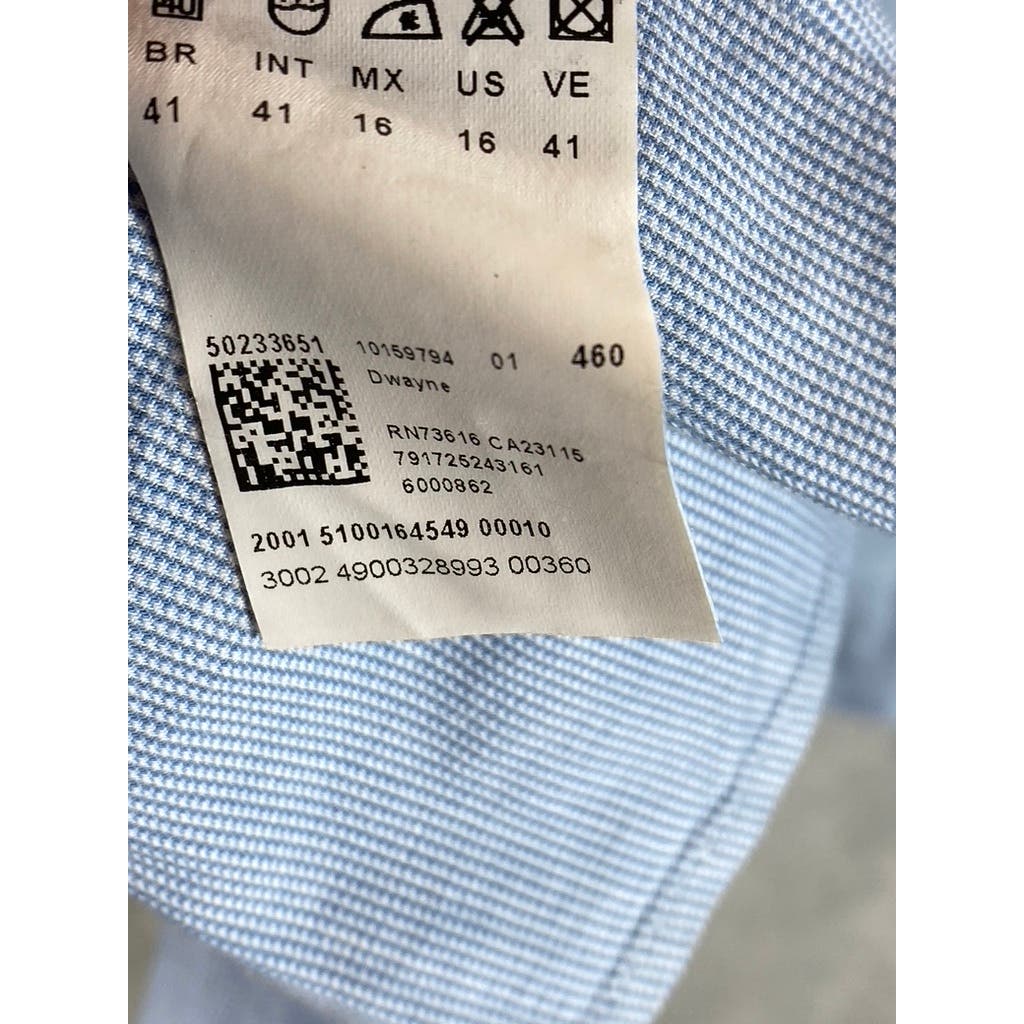 40
BR INT MX US VE
41 41 16 16 41
50233651 10159794 01 460
Dwayne
RN73616 CA23115
791725243161
6000862
2001 5100164549 00010
3002 4900328993 00360